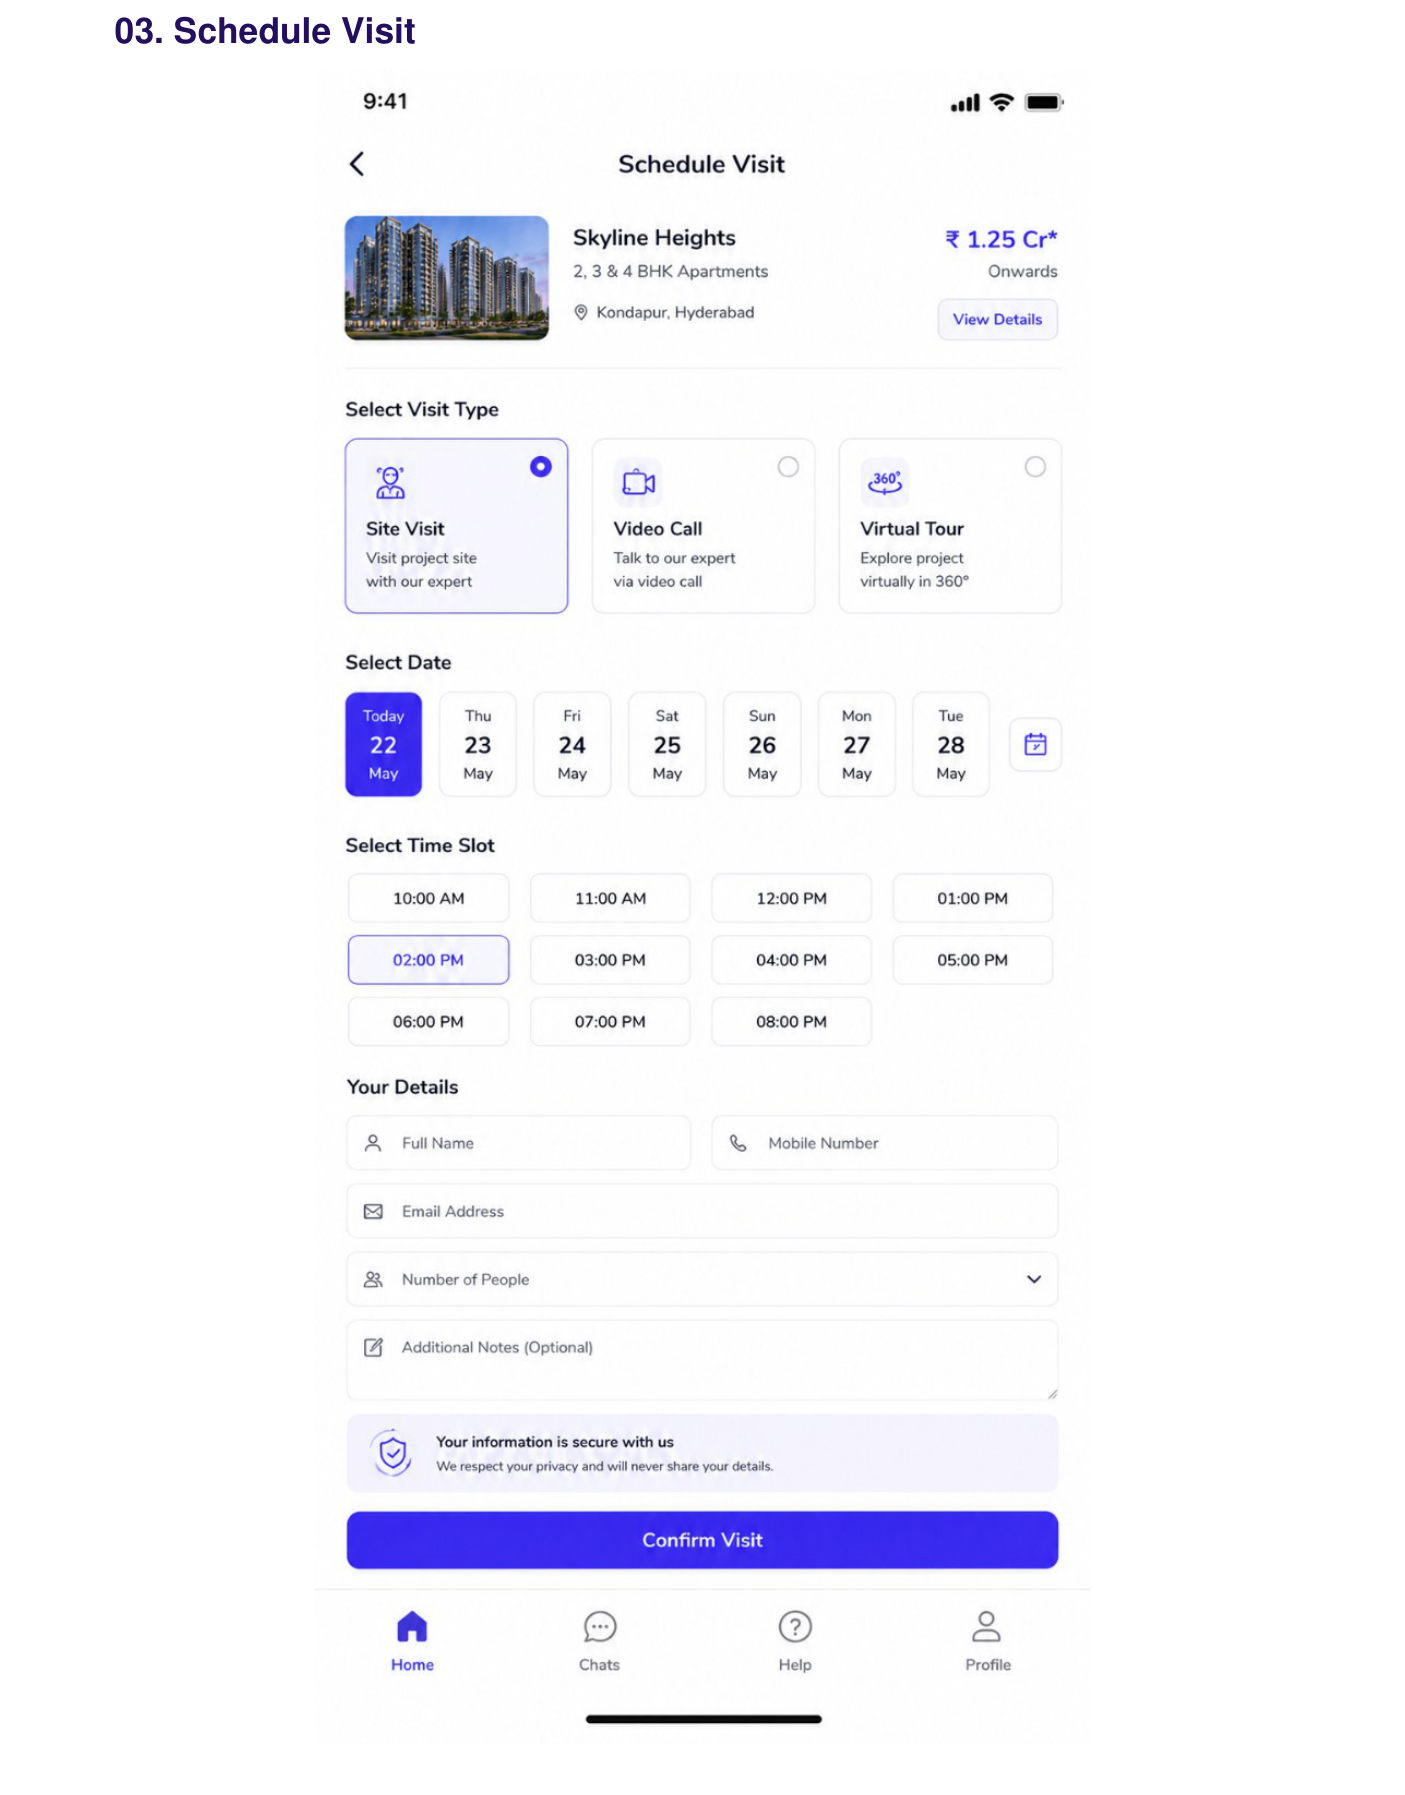 03. Schedule Visit
9:41
Schedule Visit
Skyline Heights
2, 3 & 4 BHK Apartments
Kondapur, Hyderabad
₹ 1.25 Cr*
Onwards
View Details
Select Visit Type
Site Visit
Visit project site
with our expert
Video Call
Talk to our expert
via video call
360°
Virtual Tour
Explore project
virtually in 360°
Select Date
Today
22
May
Thu
23
May
Fri
24
May
Sat
25
May
Sun
26
May
Mon
27
May
Tue
28
May
Select Time Slot
10:00 AM
11:00 AM
12:00 PM
01:00 PM
02:00 PM
03:00 PM
04:00 PM
05:00 PM
06:00 PM
07:00 PM
08:00 PM
Your Details
Full Name
Mobile Number
Email Address
Number of People
Additional Notes (Optional)
Your information is secure with us
We respect your privacy and will never share your details.
Confirm Visit
Home
Chats
Help
Profile